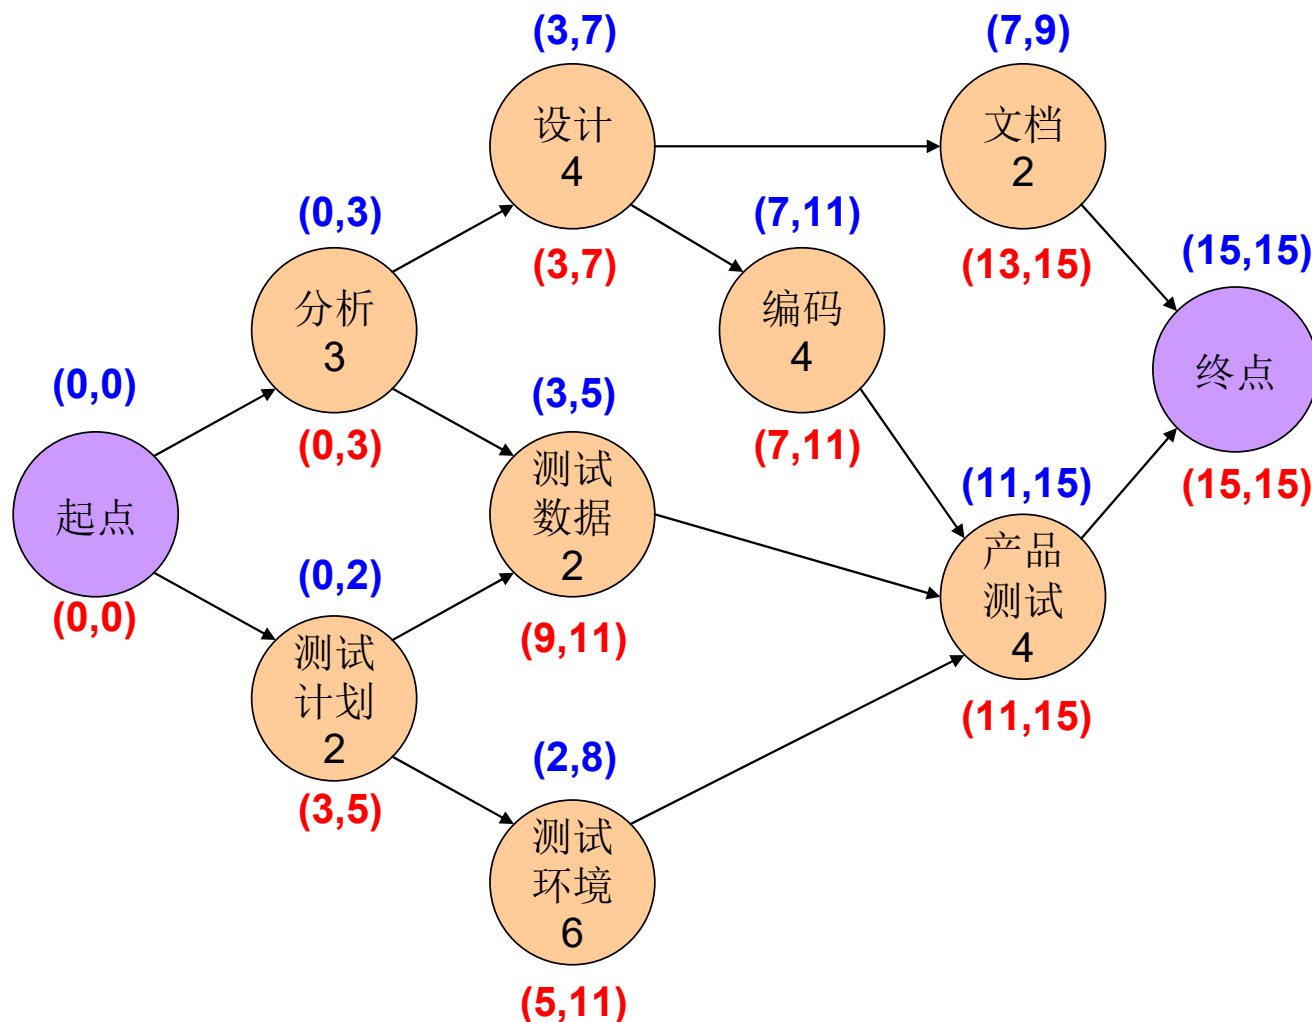 (3,7)
设计
4
(3,7)
(7,9)
文档
2
(13,15)
(0,3)
分析
3
(0,3)
(7,11)
编码
4
(7,11)
(15,15)
终点
(15,15)
(0,0)
起点
(0,0)
(3,5)
测试
数据
2
(9,11)
(11,15)
产品
测试
4
(11,15)
(0,2)
测试
计划
2
(3,5)
(2,8)
测试
环境
6
(5,11)